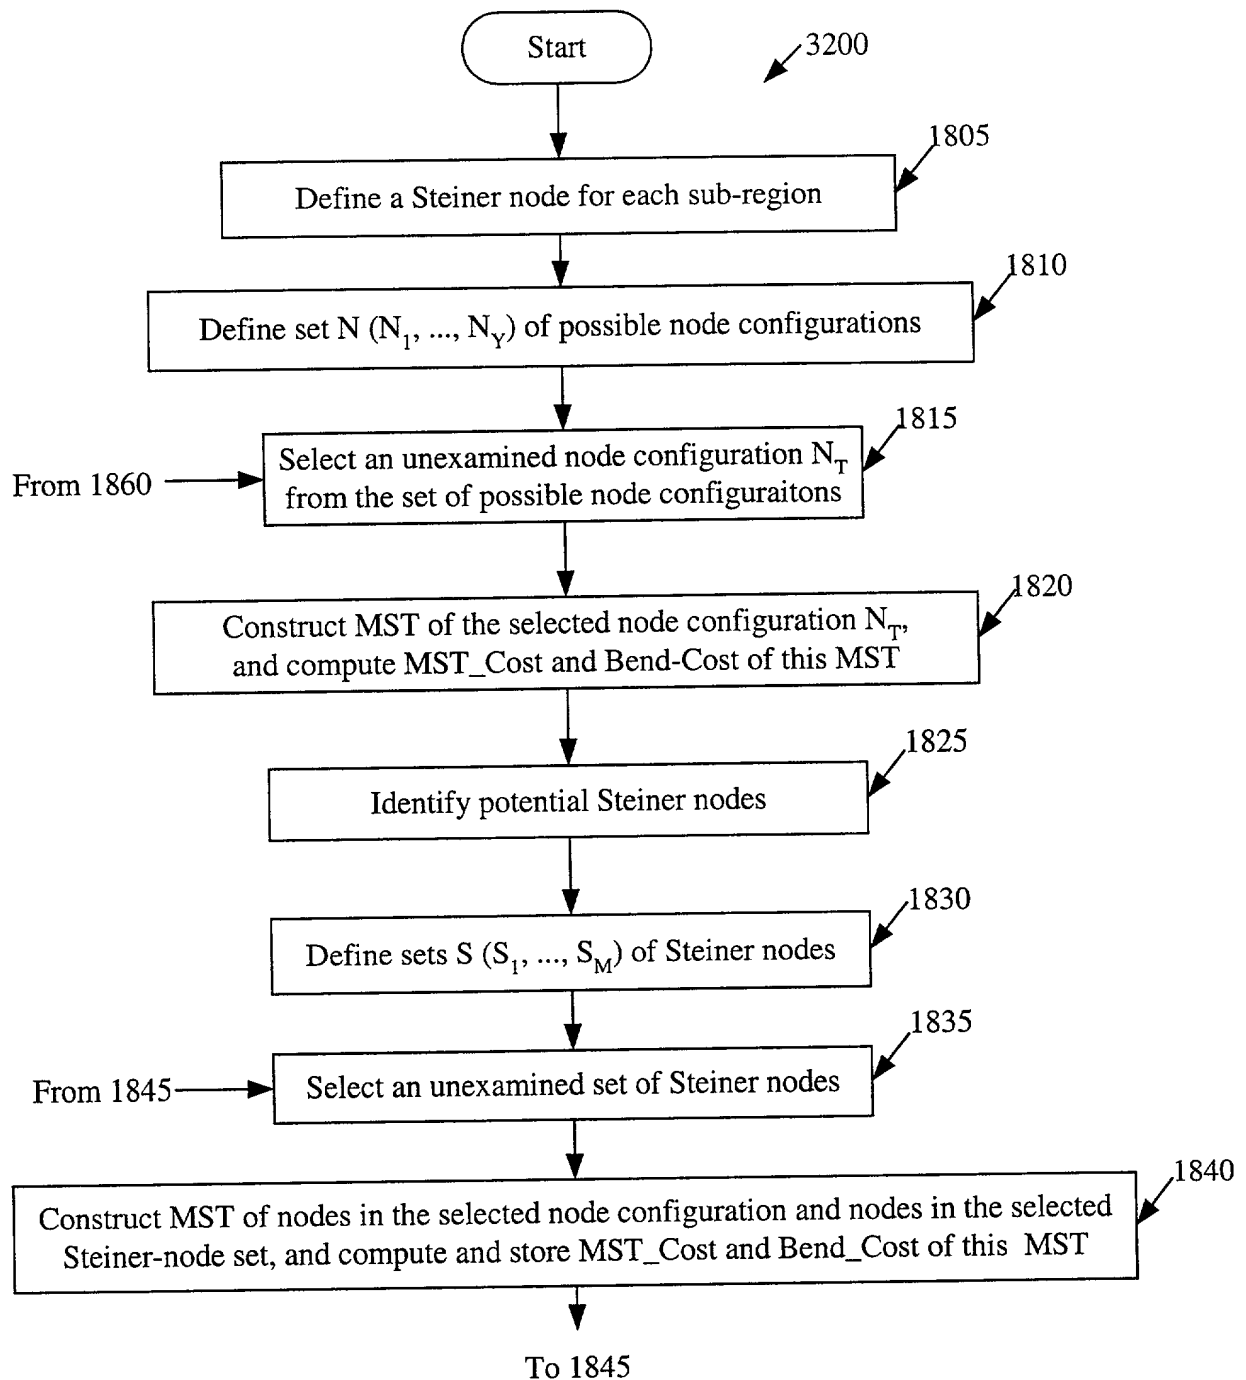 Start
3200
1805
Define a Steiner node for each sub-region
1810
Define set N (N1, ..., NY) of possible node configurations
1815
Select an unexamined node configuration NT
from the set of possible node configuraitons
From 1860
1820
Construct MST of the selected node configuration NT,
and compute MST_Cost and Bend-Cost of this MST
1825
Identify potential Steiner nodes
1830
Define sets S (S1, ..., SM) of Steiner nodes
1835
From 1845
Select an unexamined set of Steiner nodes
1840
Construct MST of nodes in the selected node configuration and nodes in the selected
Steiner-node set, and compute and store MST_Cost and Bend_Cost of this MST
To 1845